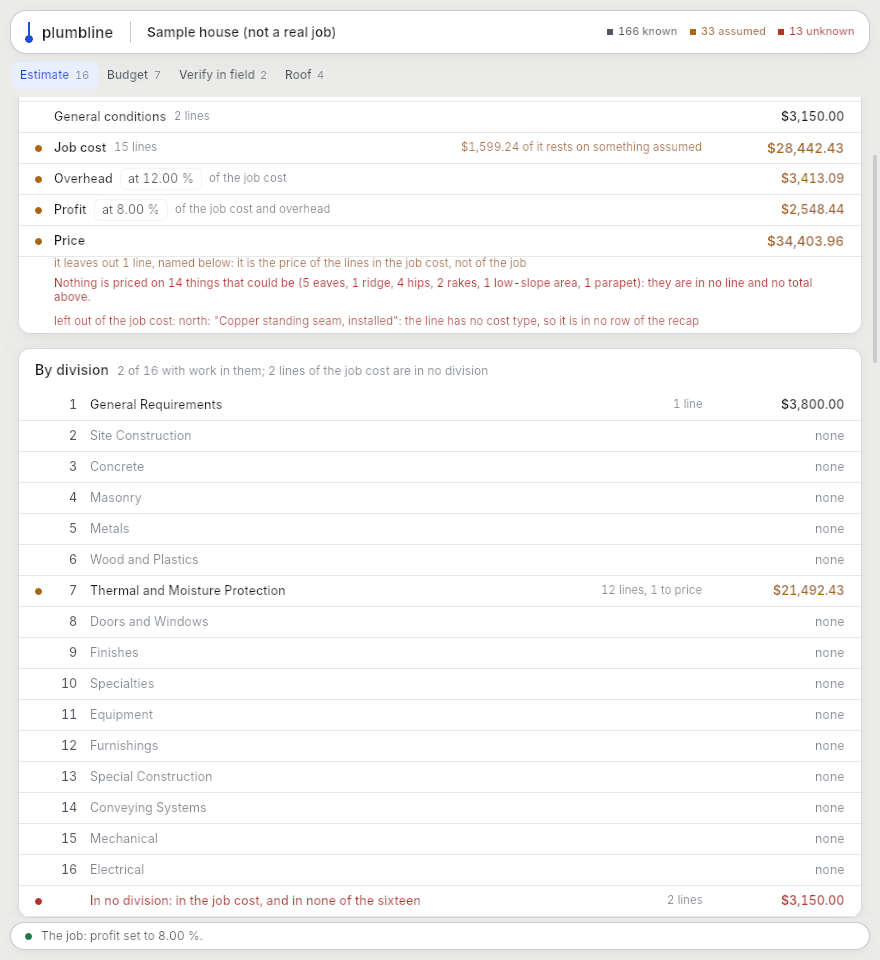 plumbline Sample house (not a real job) 166 known 33 assumed 13 unknown
Estimate 16 Budget 7 Verify in field 2 Roof 4
General conditions 2 lines $3,150.00
Job cost 15 lines $1,599.24 of it rests on something assumed $28,442.43
Overhead at 12.00 % of the job cost $3,413.09
Profit at 8.00 % of the job cost and overhead $2,548.44
Price $34,403.96
it leaves out 1 line, named below: it is the price of the lines in the job cost, not of the job
Nothing is priced on 14 things that could be (5 eaves, 1 ridge, 4 hips, 2 rakes, 1 low-slope area, 1 parapet): they are in no line and no total
above.
left out of the job cost: north: "Copper standing seam, installed": the line has no cost type, so it is in no row of the recap
By division 2 of 16 with work in them; 2 lines of the job cost are in no division
1 General Requirements 1 line $3,800.00
2 Site Construction none
3 Concrete none
4 Masonry none
5 Metals none
6 Wood and Plastics none
7 Thermal and Moisture Protection 12 lines, 1 to price $21,492.43
8 Doors and Windows none
9 Finishes none
10 Specialties none
11 Equipment none
12 Furnishings none
13 Special Construction none
14 Conveying Systems none
15 Mechanical none
16 Electrical none
In no division: in the job cost, and in none of the sixteen 2 lines $3,150.00
The job: profit set to 8.00 %.